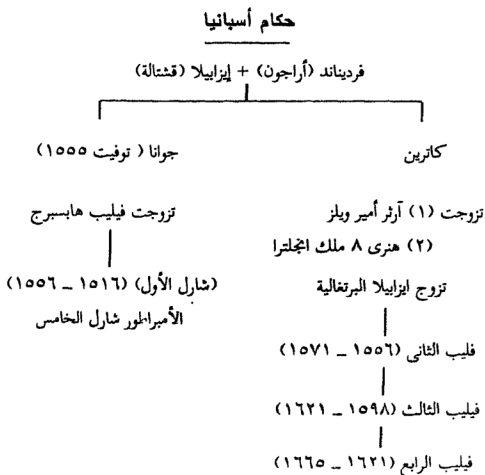 حكام أسبانيا
فرديناند (أراجون) + إيزابيلا (قشتالة)
كاترين
جوانا ( توفيت ١٥٥٥)
تزوجت (١) آرثر أمير ويلز
(٢) هنرى ٨ ملك انجلترا
تزوجت فيليب هابسبرج
(شارل الأول) (١٥١٦ _ ١٥٥٦)
الأمبراطور شارل الخامس
تزوج ايزابيلا البرتغالية
فليب الثانى (١٥٥٦ _ ١٥٧١)
فيليب الثالث (١٥٩٨ _ ١٦٢١)
فيليب الرابع (١٦٢١ _ ١٦٦٥)